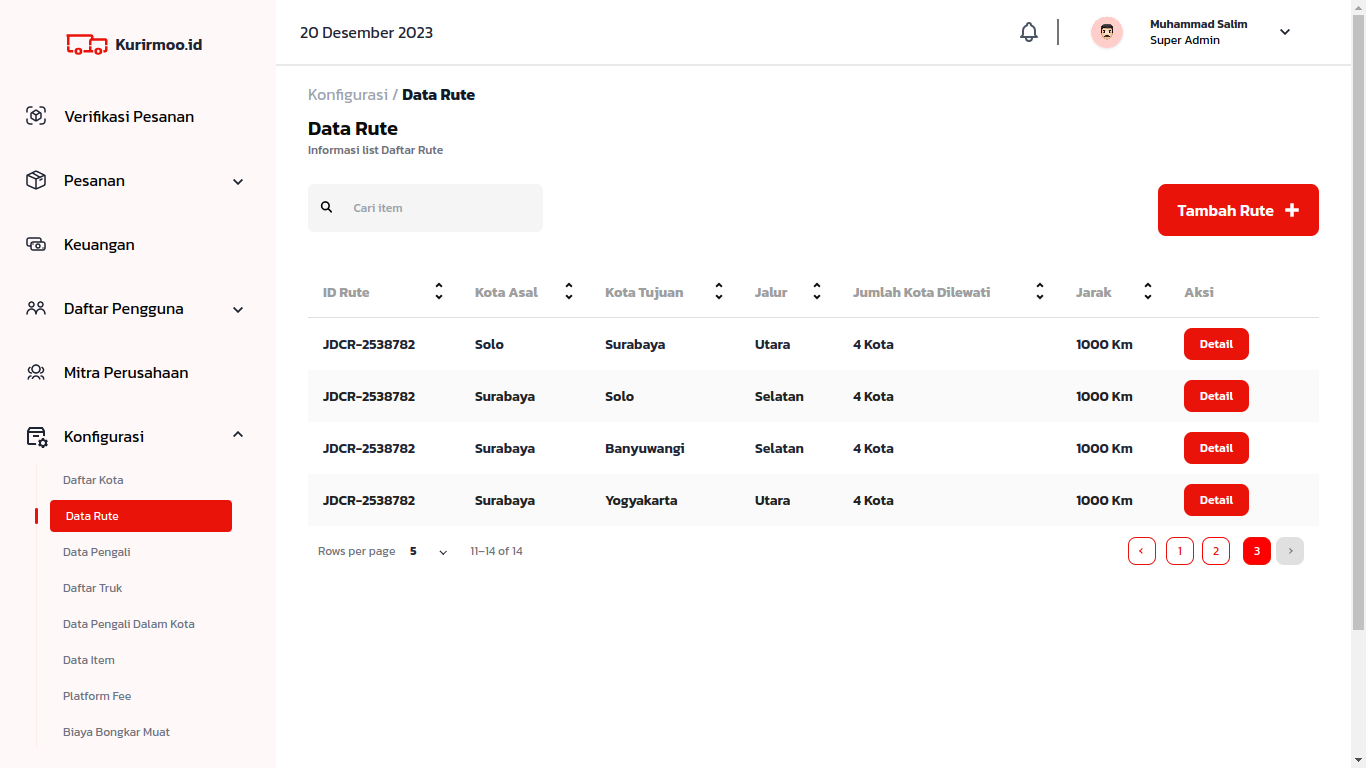 Kurirmoo.id
Verifikasi Pesanan
Pesanan
Keuangan
Daftar Pengguna
Mitra Perusahaan
Konfigurasi
Daftar Kota
Data Rute
Data Pengali
Daftar Truk
Data Pengali Dalam Kota
Data Item
Platform Fee
Biaya Bongkar Muat
20 Desember 2023
Muhammad Salim
Super Admin
Konfigurasi / Data Rute
Data Rute
Informasi list Daftar Rute
Cari item
Tambah Rute
ID Rute Kota Asal Kota Tujuan Jalur Jumlah Kota Dilewati Jarak Aksi
JDCR-2538782 Solo Surabaya Utara 4 Kota 1000 Km Detail
JDCR-2538782 Surabaya Solo Selatan 4 Kota 1000 Km Detail
JDCR-2538782 Surabaya Banyuwangi Selatan 4 Kota 1000 Km Detail
JDCR-2538782 Surabaya Yogyakarta Utara 4 Kota 1000 Km Detail
Rows per page 5 11–14 of 14 ‹ 1 2 3 ›